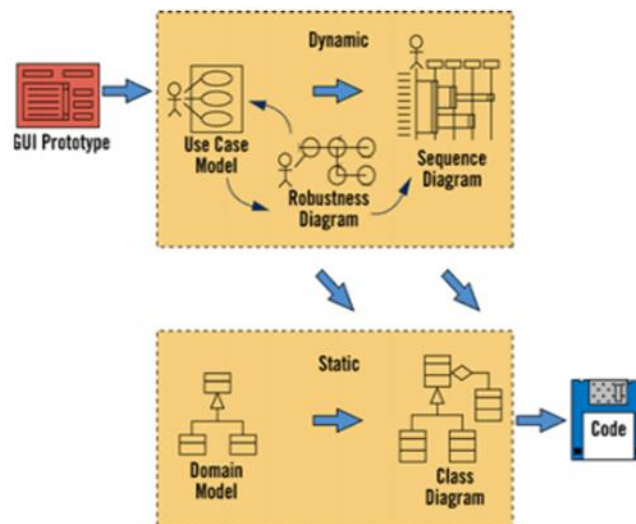 Dynamic
GUI Prototype
Use Case
Model
Robustness
Diagram
Sequence
Diagram
Static
Domain
Model
Class
Diagram
Code